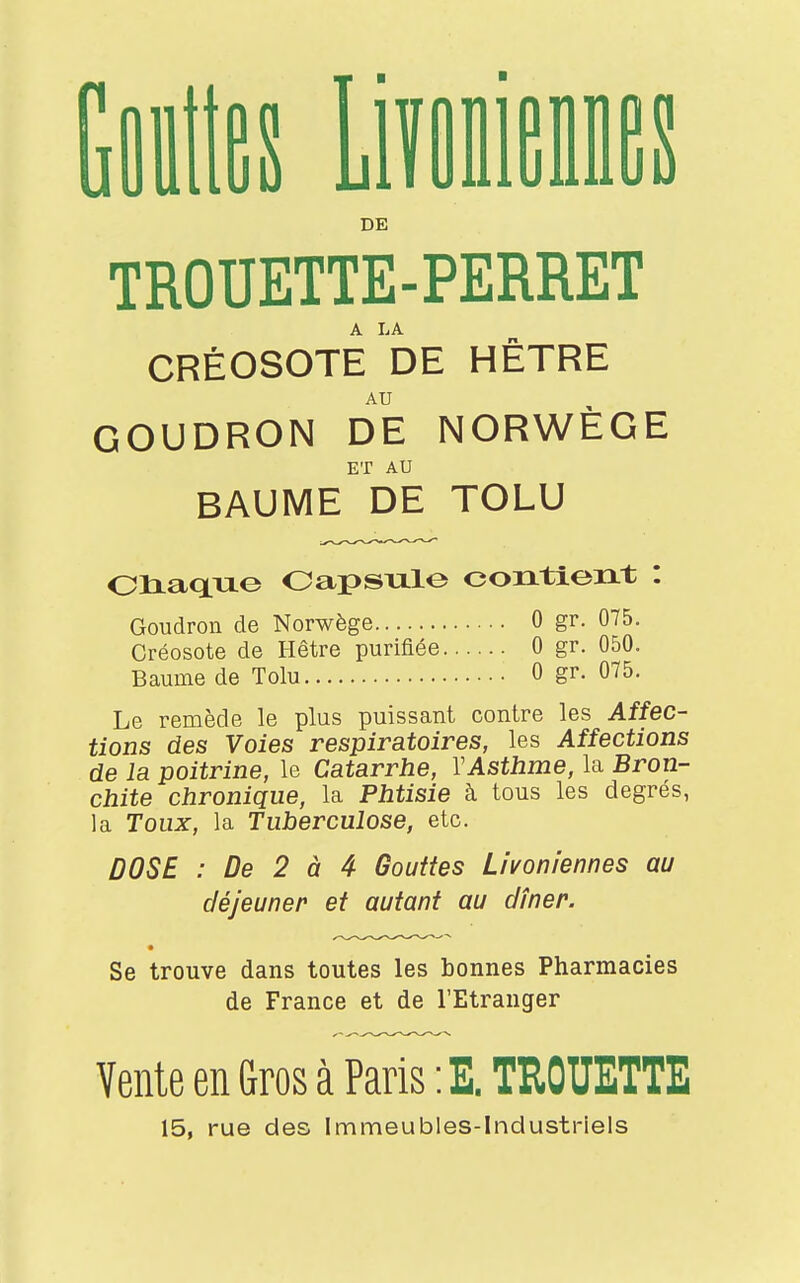 Gouttes Livoniennes
DE
TROUETTE-PERRET
A LA
CRÉOSOTE DE HÊTRE
AU
GOUDRON DE NORWÈGE
ET AU
BAUME DE TOLU
Chaque Capsule contient :
Goudron de Norwège............ 0 gr. 075.
Créosote de Hêtre purifiée...... 0 gr. 050.
Baume de Tolu.................. 0 gr. 075.
Le remède le plus puissant contre les Affec-
tions des Voies respiratoires, les Affections
de la poitrine, le Catarrhe, l'Asthme, la Bron-
chite chronique, la Phtisie à tous les degrés,
la Toux, la Tuberculose, etc.
DOSE : De 2 à 4 Gouttes Livoniennes au
déjeuner et autant au dîner.
Se trouve dans toutes les bonnes Pharmacies
de France et de l'Etranger
Vente en Gros à Paris : E. TROUETTE
15, rue des Immeubles-Industriels